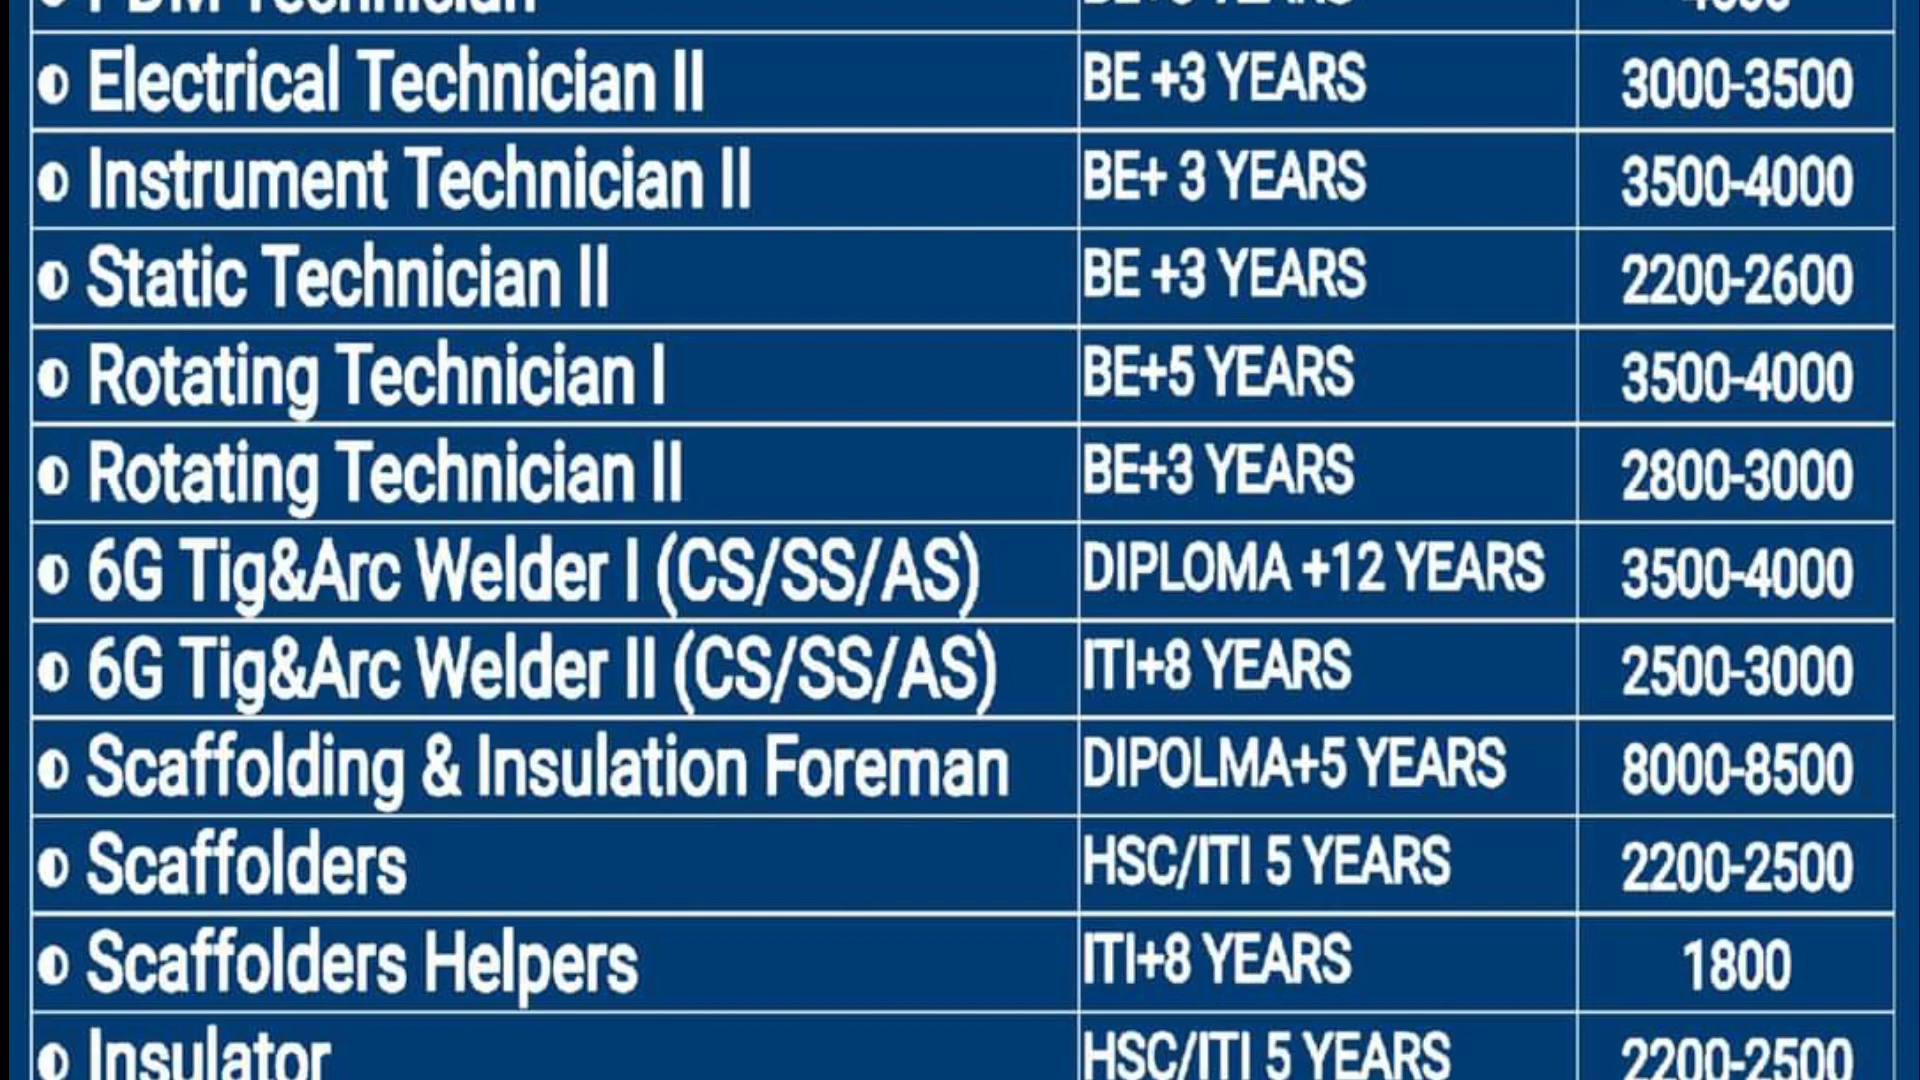 Technician
Electrical Technician II BE +3 YEARS 3000-3500
Instrument Technician II BE+ 3 YEARS 3500-4000
Static Technician II BE +3 YEARS 2200-2600
Rotating Technician I BE+5 YEARS 3500-4000
Rotating Technician II BE+3 YEARS 2800-3000
6G Tig&Arc Welder I (CS/SS/AS) DIPLOMA +12 YEARS 3500-4000
6G Tig&Arc Welder II (CS/SS/AS) ITI+8 YEARS 2500-3000
Scaffolding & Insulation Foreman DIPOLMA+5 YEARS 8000-8500
Scaffolders HSC/ITI 5 YEARS 2200-2500
Scaffolders Helpers ITI+8 YEARS 1800
Insulator HSC/ITI 5 YEARS 2200-2500